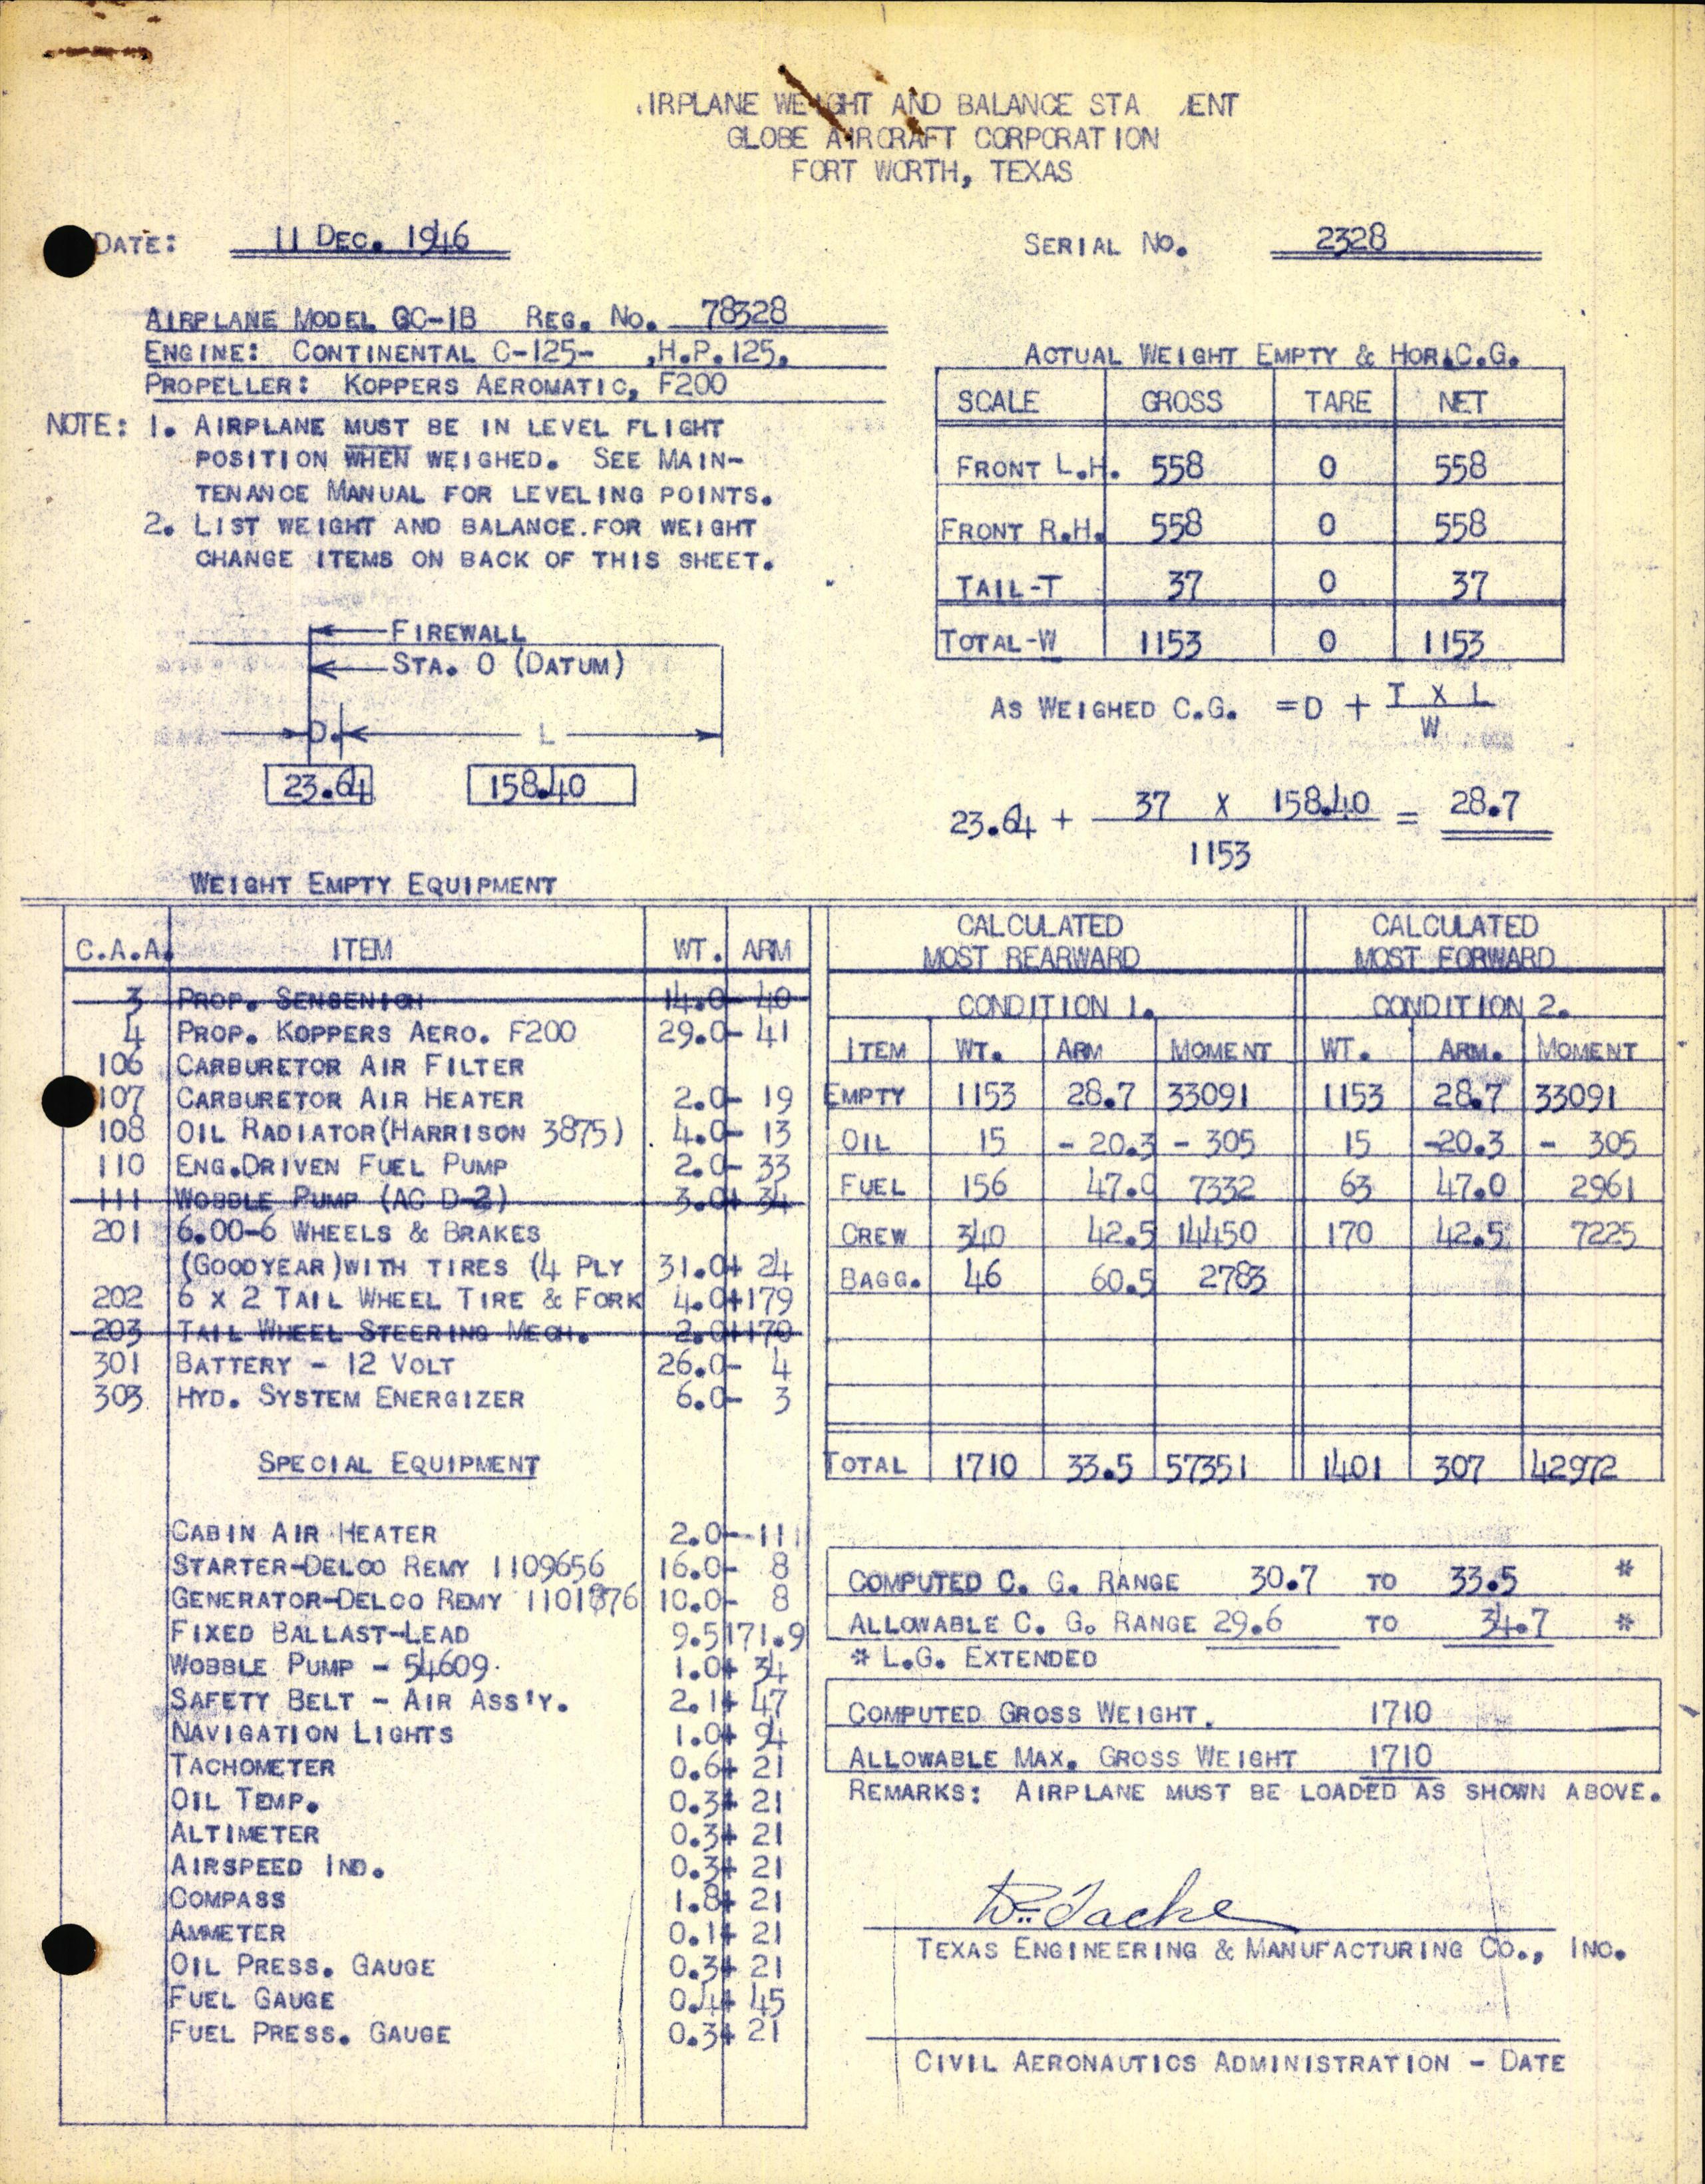 IRPLANE WEIGHT AND BALANCE STA ENT
GLOBE AIRCRAFT CORPORATION
FORT WORTH, TEXAS
DATE: 11 DEC. 1946
SERIAL NO. 2328
AIRPLANE MODEL GC-1B REG. NO. 78328
ENGINE: CONTINENTAL C-125- ,H.P. 125,
PROPELLER: KOPPERS AEROMATIC, F200
NOTE: 1. AIRPLANE MUST BE IN LEVEL FLIGHT
POSITION WHEN WEIGHED. SEE MAIN-
TENANCE MANUAL FOR LEVELING POINTS.
2. LIST WEIGHT AND BALANCE.FOR WEIGHT
CHANGE ITEMS ON BACK OF THIS SHEET.
FIREWALL
STA. 0 (DATUM)
D. L
23.64 158.40
ACTUAL WEIGHT EMPTY & HOR.C.G.
SCALE GROSS TARE NET
FRONT L.H. 558 0 558
FRONT R.H. 558 0 558
TAIL-T 37 0 37
TOTAL-W 1153 0 1153
AS WEIGHED C.G. =D + T X L
W
23.64 + 37 X 158.40 = 28.7
1153
WEIGHT EMPTY EQUIPMENT
C.A.A. ITEM WT. ARM
3 PROP. SENSENICH 14.0- 40
4 PROP. KOPPERS AERO. F200 29.0- 41
106 CARBURETOR AIR FILTER
107 CARBURETOR AIR HEATER 2.0- 19
108 OIL RADIATOR(HARRISON 3875) 4.0- 13
110 ENG.DRIVEN FUEL PUMP 2.0- 33
111 WOBBLE PUMP (AC D-2) 3.0+ 34
201 6.00-6 WHEELS & BRAKES
(GOODYEAR)WITH TIRES (4 PLY 31.0+ 24
202 6 X 2 TAIL WHEEL TIRE & FORK 4.0+179
203 TAIL WHEEL STEERING MECH. 2.0+170
301 BATTERY - 12 VOLT 26.0- 4
303 HYD. SYSTEM ENERGIZER 6.0- 3
SPECIAL EQUIPMENT
CABIN AIR HEATER 2.0- 11
STARTER-DELCO REMY 1109656 16.0- 8
GENERATOR-DELCO REMY 1101876 10.0- 8
FIXED BALLAST-LEAD 9.5 171.9
WOBBLE PUMP - 54609 1.0+ 34
SAFETY BELT - AIR ASS'Y. 2.1+ 47
NAVIGATION LIGHTS 1.0+ 94
TACHOMETER 0.6+ 21
OIL TEMP. 0.3+ 21
ALTIMETER 0.3+ 21
AIRSPEED IND. 0.3+ 21
COMPASS 1.8+ 21
AMMETER 0.1+ 21
OIL PRESS. GAUGE 0.3+ 21
FUEL GAUGE 0.4+ 45
FUEL PRESS. GAUGE 0.3+ 21
CALCULATED MOST REARWARD CALCULATED MOST FORWARD
CONDITION 1. CONDITION 2.
ITEM WT. ARM MOMENT WT. ARM. MOMENT
EMPTY 1153 28.7 33091 1153 28.7 33091
OIL 15 - 20.3 - 305 15 -20.3 - 305
FUEL 156 47.0 7332 63 47.0 2961
CREW 340 42.5 14450 170 42.5 7225
BAGG. 46 60.5 2783
TOTAL 1710 33.5 57351 1401 307 42972
COMPUTED C. G. RANGE 30.7 TO 33.5 *
ALLOWABLE C. G. RANGE 29.6 TO 34.7 *
* L.G. EXTENDED
COMPUTED GROSS WEIGHT. 1710
ALLOWABLE MAX. GROSS WEIGHT 1710
REMARKS: AIRPLANE MUST BE LOADED AS SHOWN ABOVE.
TEXAS ENGINEERING & MANUFACTURING CO., INC.
CIVIL AERONAUTICS ADMINISTRATION - DATE